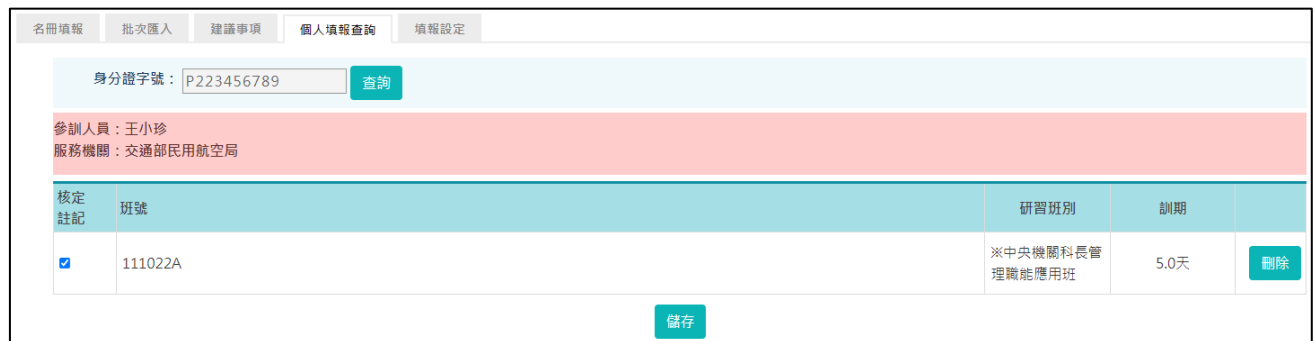 名冊填報 批次匯入 建議事項 個人填報查詢 填報設定
身分證字號： P223456789 查詢
參訓人員：王小珍
服務機關：交通部民用航空局
核定註記 班號 研習班別 訓期
111022A ※中央機關科長管理職能應用班 5.0天 刪除
儲存